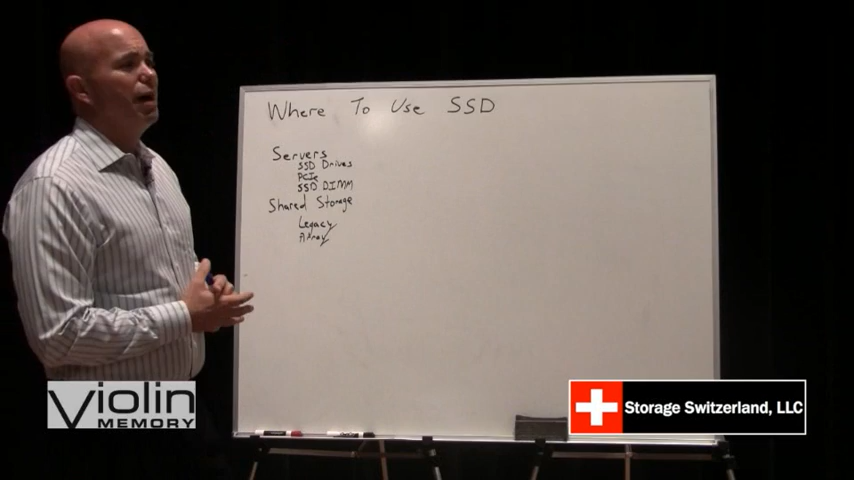 Where To Use SSD
Servers
SSD Drives
PCIe
SSD DIMM
Shared Storage
Legacy
Array
Violin
MEMORY
Storage Switzerland, LLC